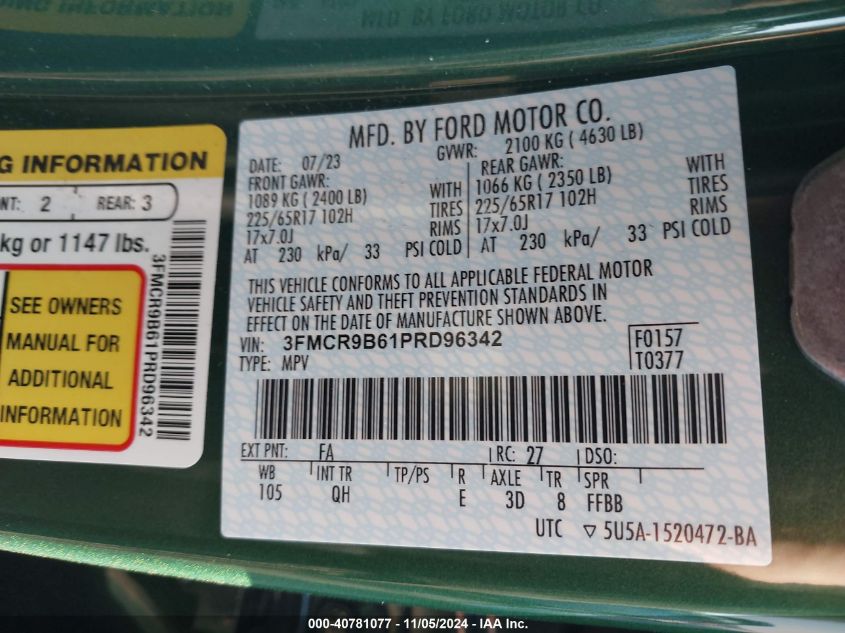 G INFORMATION
NT: 2 REAR: 3
kg or 1147 lbs.
SEE OWNERS
MANUAL FOR
ADDITIONAL
INFORMATION
3FMCR9B61PRD96342
MFD. BY FORD MOTOR CO.
DATE: 07/23 GVWR: 2100 KG ( 4630 LB)
FRONT GAWR: REAR GAWR:
1089 KG ( 2400 LB) WITH 1066 KG ( 2350 LB) WITH
225/65R17 102H TIRES 225/65R17 102H TIRES
17x7.0J RIMS 17x7.0J RIMS
AT 230 kPa/ 33 PSI COLD AT 230 kPa/ 33 PSI COLD
THIS VEHICLE CONFORMS TO ALL APPLICABLE FEDERAL MOTOR
VEHICLE SAFETY AND THEFT PREVENTION STANDARDS IN
EFFECT ON THE DATE OF MANUFACTURE SHOWN ABOVE.
VIN: 3FMCR9B61PRD96342 F0157
TYPE: MPV T0377
EXT PNT: FA RC: 27 DSO:
WB INT TR TP/PS R AXLE TR SPR
105 QH E 3D 8 FFBB
UTC ▽ 5U5A-1520472-BA
000-40781077 - 11/05/2024 - IAA Inc.